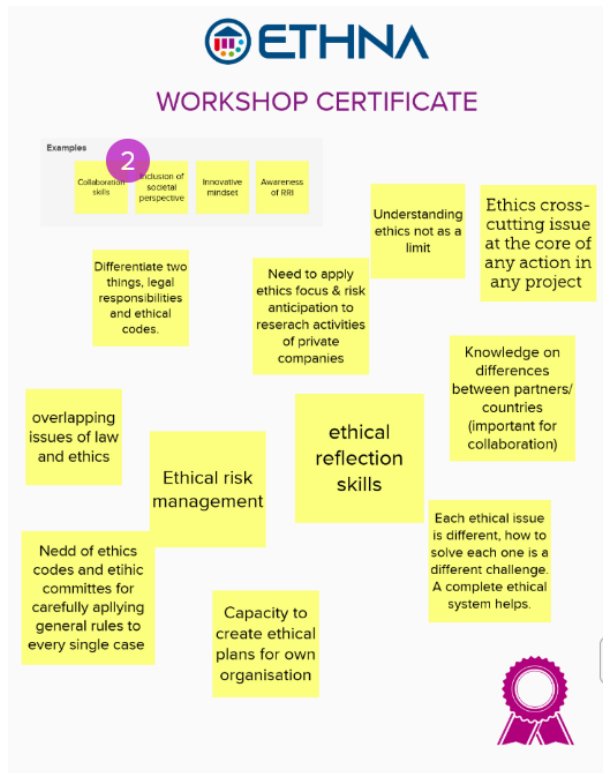 ETHNA
WORKSHOP CERTIFICATE
Examples
2
Collaboration
skills
Inclusion of
societal
perspective
Innovative
mindset
Awareness
of RRI
Understanding
ethics not as a
limit
Ethics cross-
cutting issue
at the core of
any action in
any project
Differentiate two
things, legal
responsibilities
and ethical
codes.
Need to apply
ethics focus & risk
anticipation to
reserach activities
of private
companies
Knowledge on
differences
between partners/
countries
(important for
collaboration)
overlapping
issues of law
and ethics
Ethical risk
management
ethical
reflection
skills
Each ethical issue
is different, how to
solve each one is a
different challenge.
A complete ethical
system helps.
Nedd of ethics
codes and etihic
committes for
carefully apllying
general rules to
every single case
Capacity to
create ethical
plans for own
organisation